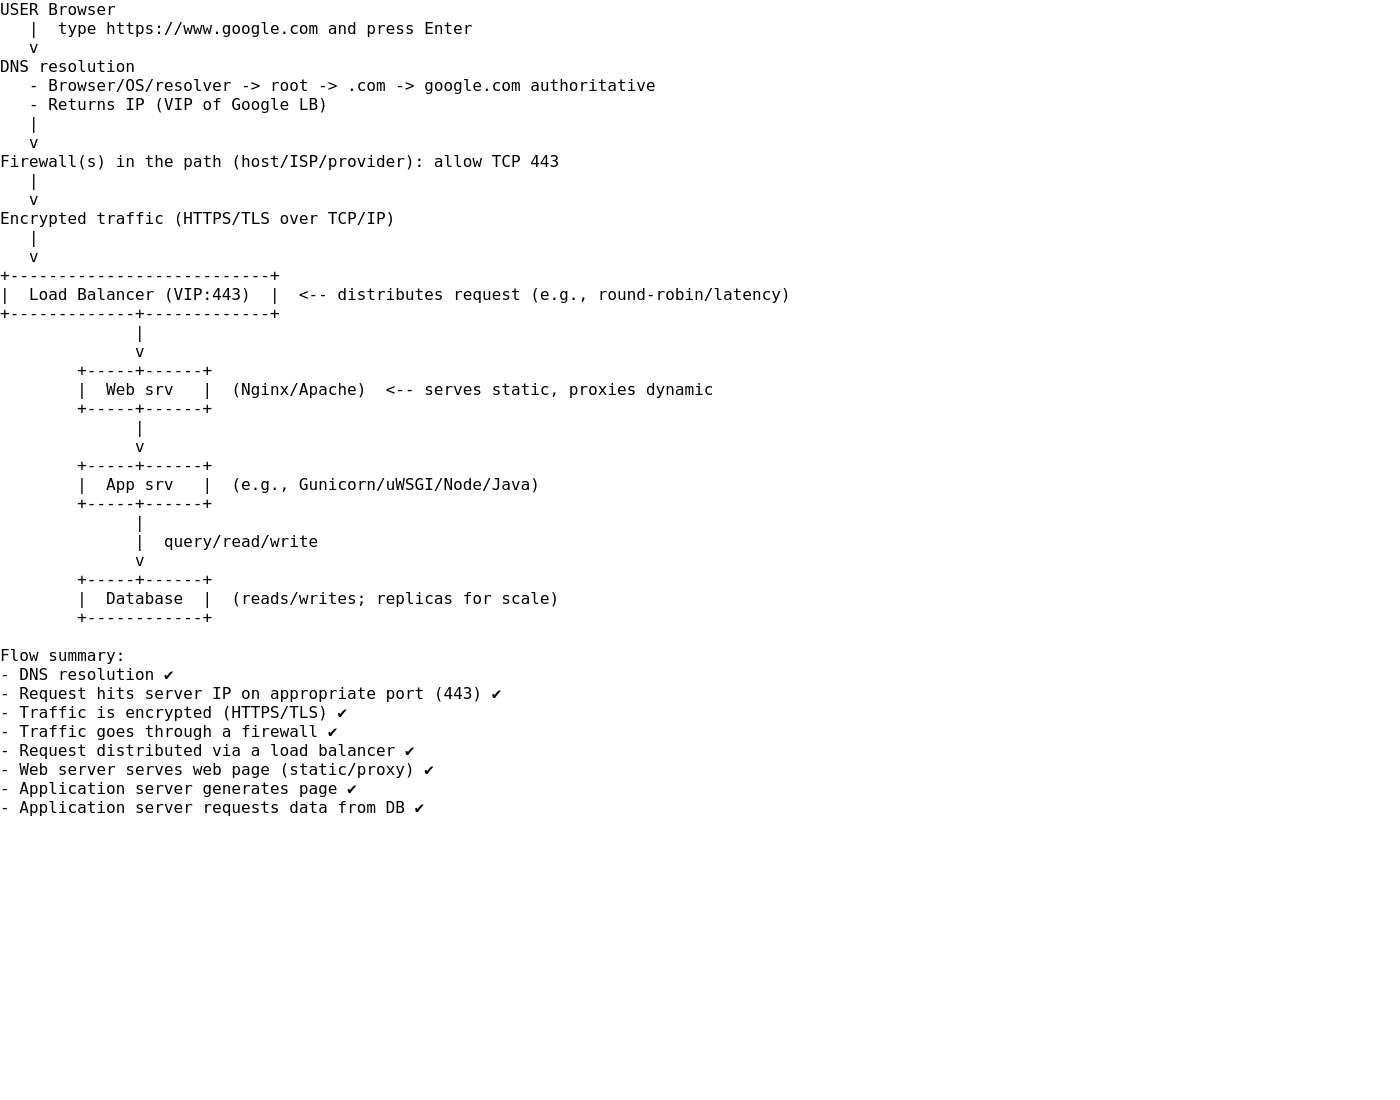 USER Browser
   |  type https://www.google.com and press Enter
   v
DNS resolution
   - Browser/OS/resolver -> root -> .com -> google.com authoritative
   - Returns IP (VIP of Google LB)
   |
   v
Firewall(s) in the path (host/ISP/provider): allow TCP 443
   |
   v
Encrypted traffic (HTTPS/TLS over TCP/IP)
   |
   v
+---------------------------+
|  Load Balancer (VIP:443)  |  <-- distributes request (e.g., round-robin/latency)
+-------------+-------------+
              |
              v
        +-----+------+
        |  Web srv   |  (Nginx/Apache)  <-- serves static, proxies dynamic
        +-----+------+
              |
              v
        +-----+------+
        |  App srv   |  (e.g., Gunicorn/uWSGI/Node/Java)
        +-----+------+
              |
              |  query/read/write
              v
        +-----+------+
        |  Database  |  (reads/writes; replicas for scale)
        +------------+

Flow summary:
- DNS resolution ✔
- Request hits server IP on appropriate port (443) ✔
- Traffic is encrypted (HTTPS/TLS) ✔
- Traffic goes through a firewall ✔
- Request distributed via a load balancer ✔
- Web server serves web page (static/proxy) ✔
- Application server generates page ✔
- Application server requests data from DB ✔